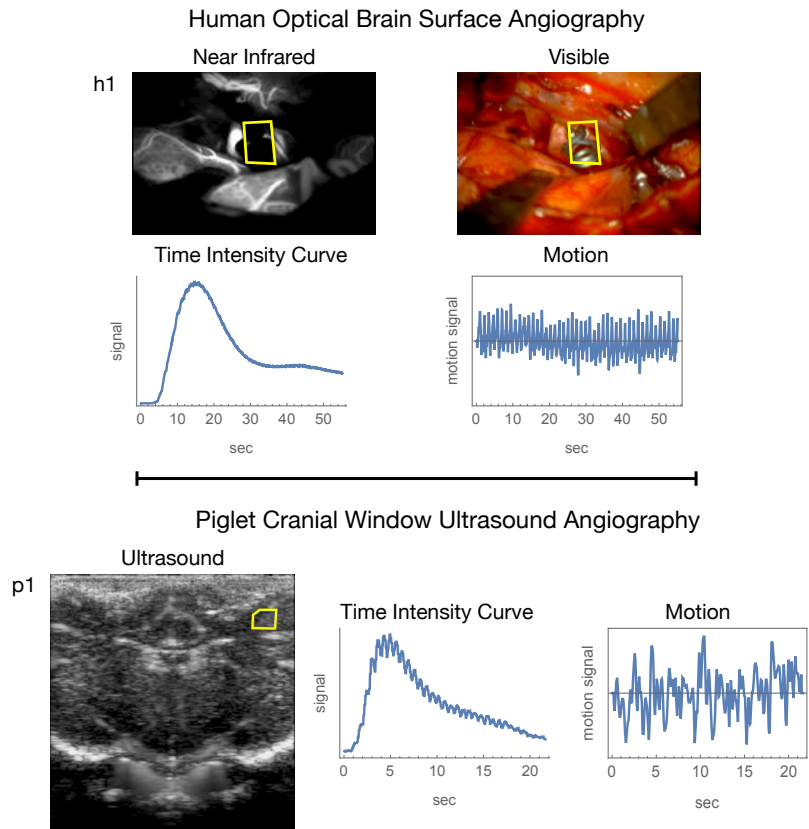 Human Optical Brain Surface Angiography
Near Infrared
Visible
h1
Time Intensity Curve
Motion
signal
motion signal
0 10 20 30 40 50
0 10 20 30 40 50
sec
sec
Piglet Cranial Window Ultrasound Angiography
Ultrasound
p1
Time Intensity Curve
Motion
signal
motion signal
0 5 10 15 20
0 5 10 15 20
sec
sec